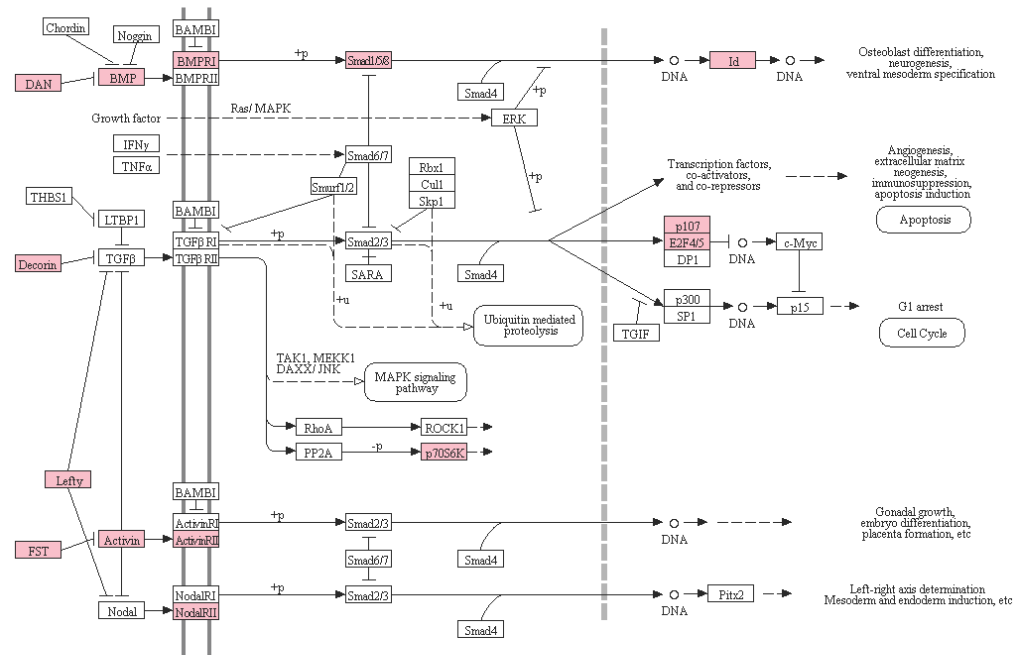 Chordin
Noggin
BAMBI
DAN
BMP
BMPRI
BMPRII
+p
Smad1/5/8
Smad4
DNA
Id
DNA
Osteoblast differentiation,
neurogenesis,
ventral mesoderm specification
Growth factor
Ras/ MAPK
ERK
+p
+p
IFNγ
TNFα
Smad6/7
Smurf1/2
Rbx1
Cul1
Skp1
Transcription factors,
co-activators,
and co-repressors
Angiogenesis,
extracellular matrix
neogenesis,
immunosuppression,
apoptosis induction
Apoptosis
THBS1
LTBP1
BAMBI
Decorin
TGFβ
TGFβ RI
TGFβ RII
+p
Smad2/3
SARA
Smad4
p107
E2F4/5
DP1
DNA
c-Myc
+u
+u
Ubiquitin mediated
proteolysis
TGIF
p300
SP1
DNA
p15
G1 arrest
Cell Cycle
TAK1, MEKK1
DAXX/ JNK
MAPK signaling
pathway
RhoA
ROCK1
PP2A
-p
p70S6K
Lefty
BAMBI
FST
Activin
ActivinRI
ActivinRII
+p
Smad2/3
Smad4
DNA
Gonadal growth,
embryo differentiation,
placenta formation, etc
Smad6/7
Nodal
NodalRI
NodalRII
+p
Smad2/3
Smad4
DNA
Pitx2
Left-right axis determination
Mesoderm and endoderm induction, etc